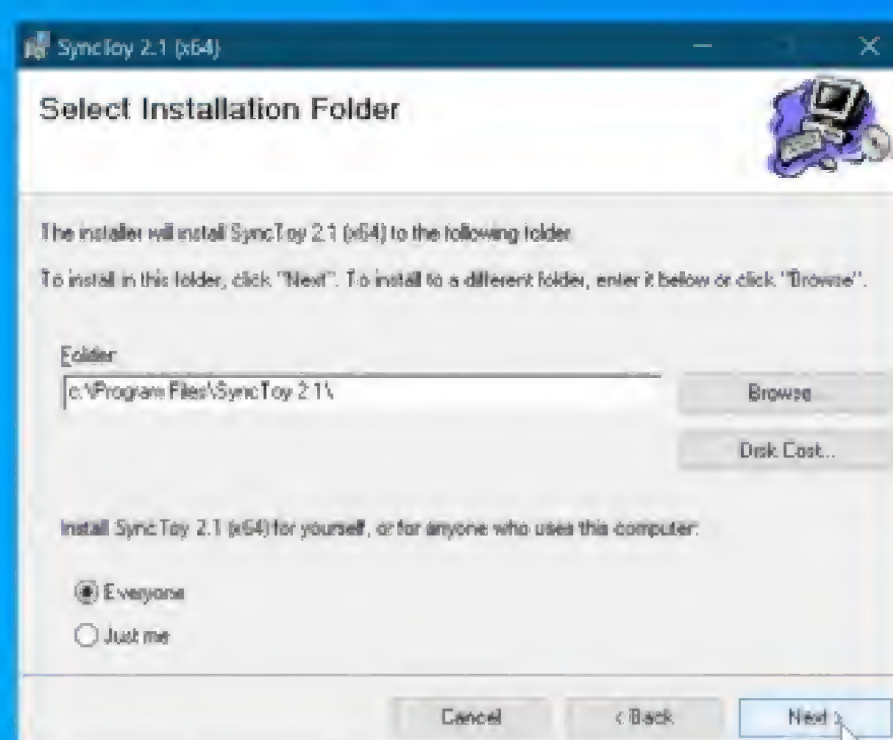 SyncToy 2.1 (x64)
Select Installation Folder
The installer will install SyncToy 2.1 (x64) to the following folder.
To install in this folder, click "Next". To install to a different folder, enter it below or click "Browse".
Folder:
c:\Program Files\SyncToy 2.1\
Browse...
Disk Cost...
Install SyncToy 2.1 (x64) for yourself, or for anyone who uses this computer:
Everyone
Just me
Cancel
< Back
Next >